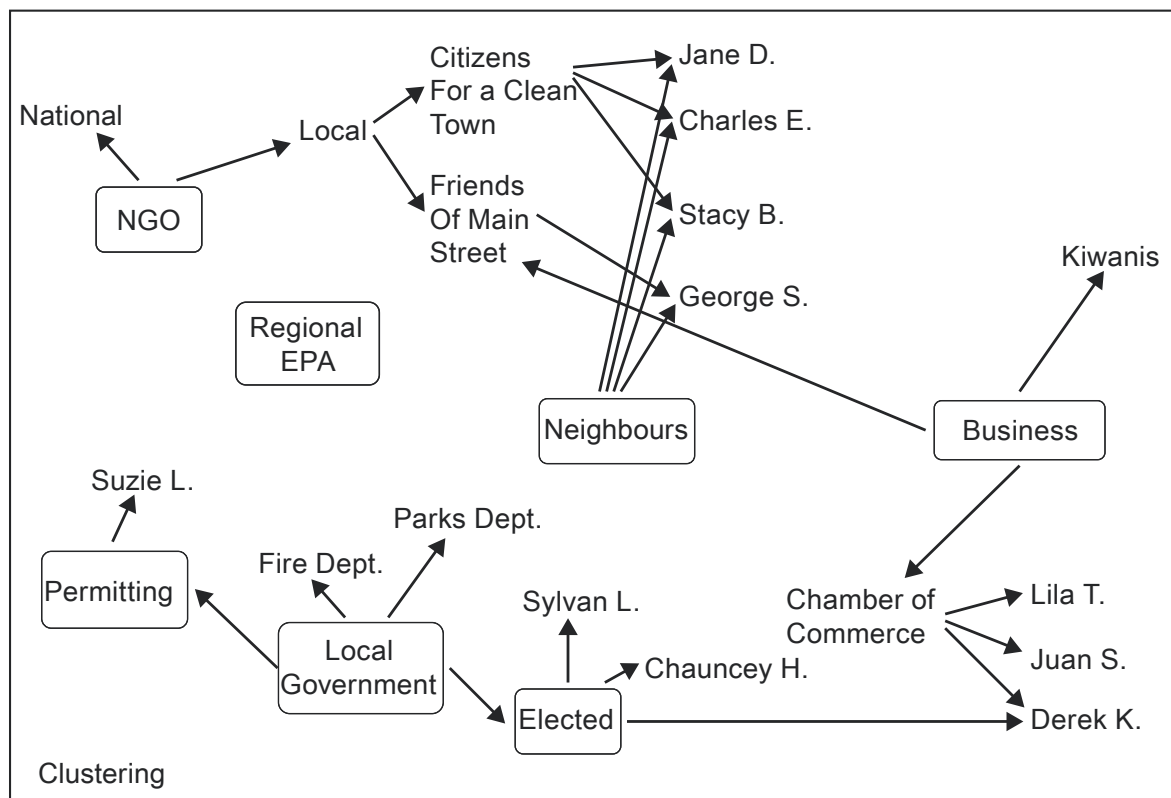 Citizens
For a Clean
Town
Jane D.
National
Local
Charles E.
NGO
Friends
Of Main
Street
Stacy B.
Kiwanis
George S.
Regional
EPA
Neighbours
Business
Suzie L.
Parks Dept.
Fire Dept.
Permitting
Sylvan L.
Chamber of
Commerce
Lila T.
Local
Government
Chauncey H.
Juan S.
Elected
Derek K.
Clustering